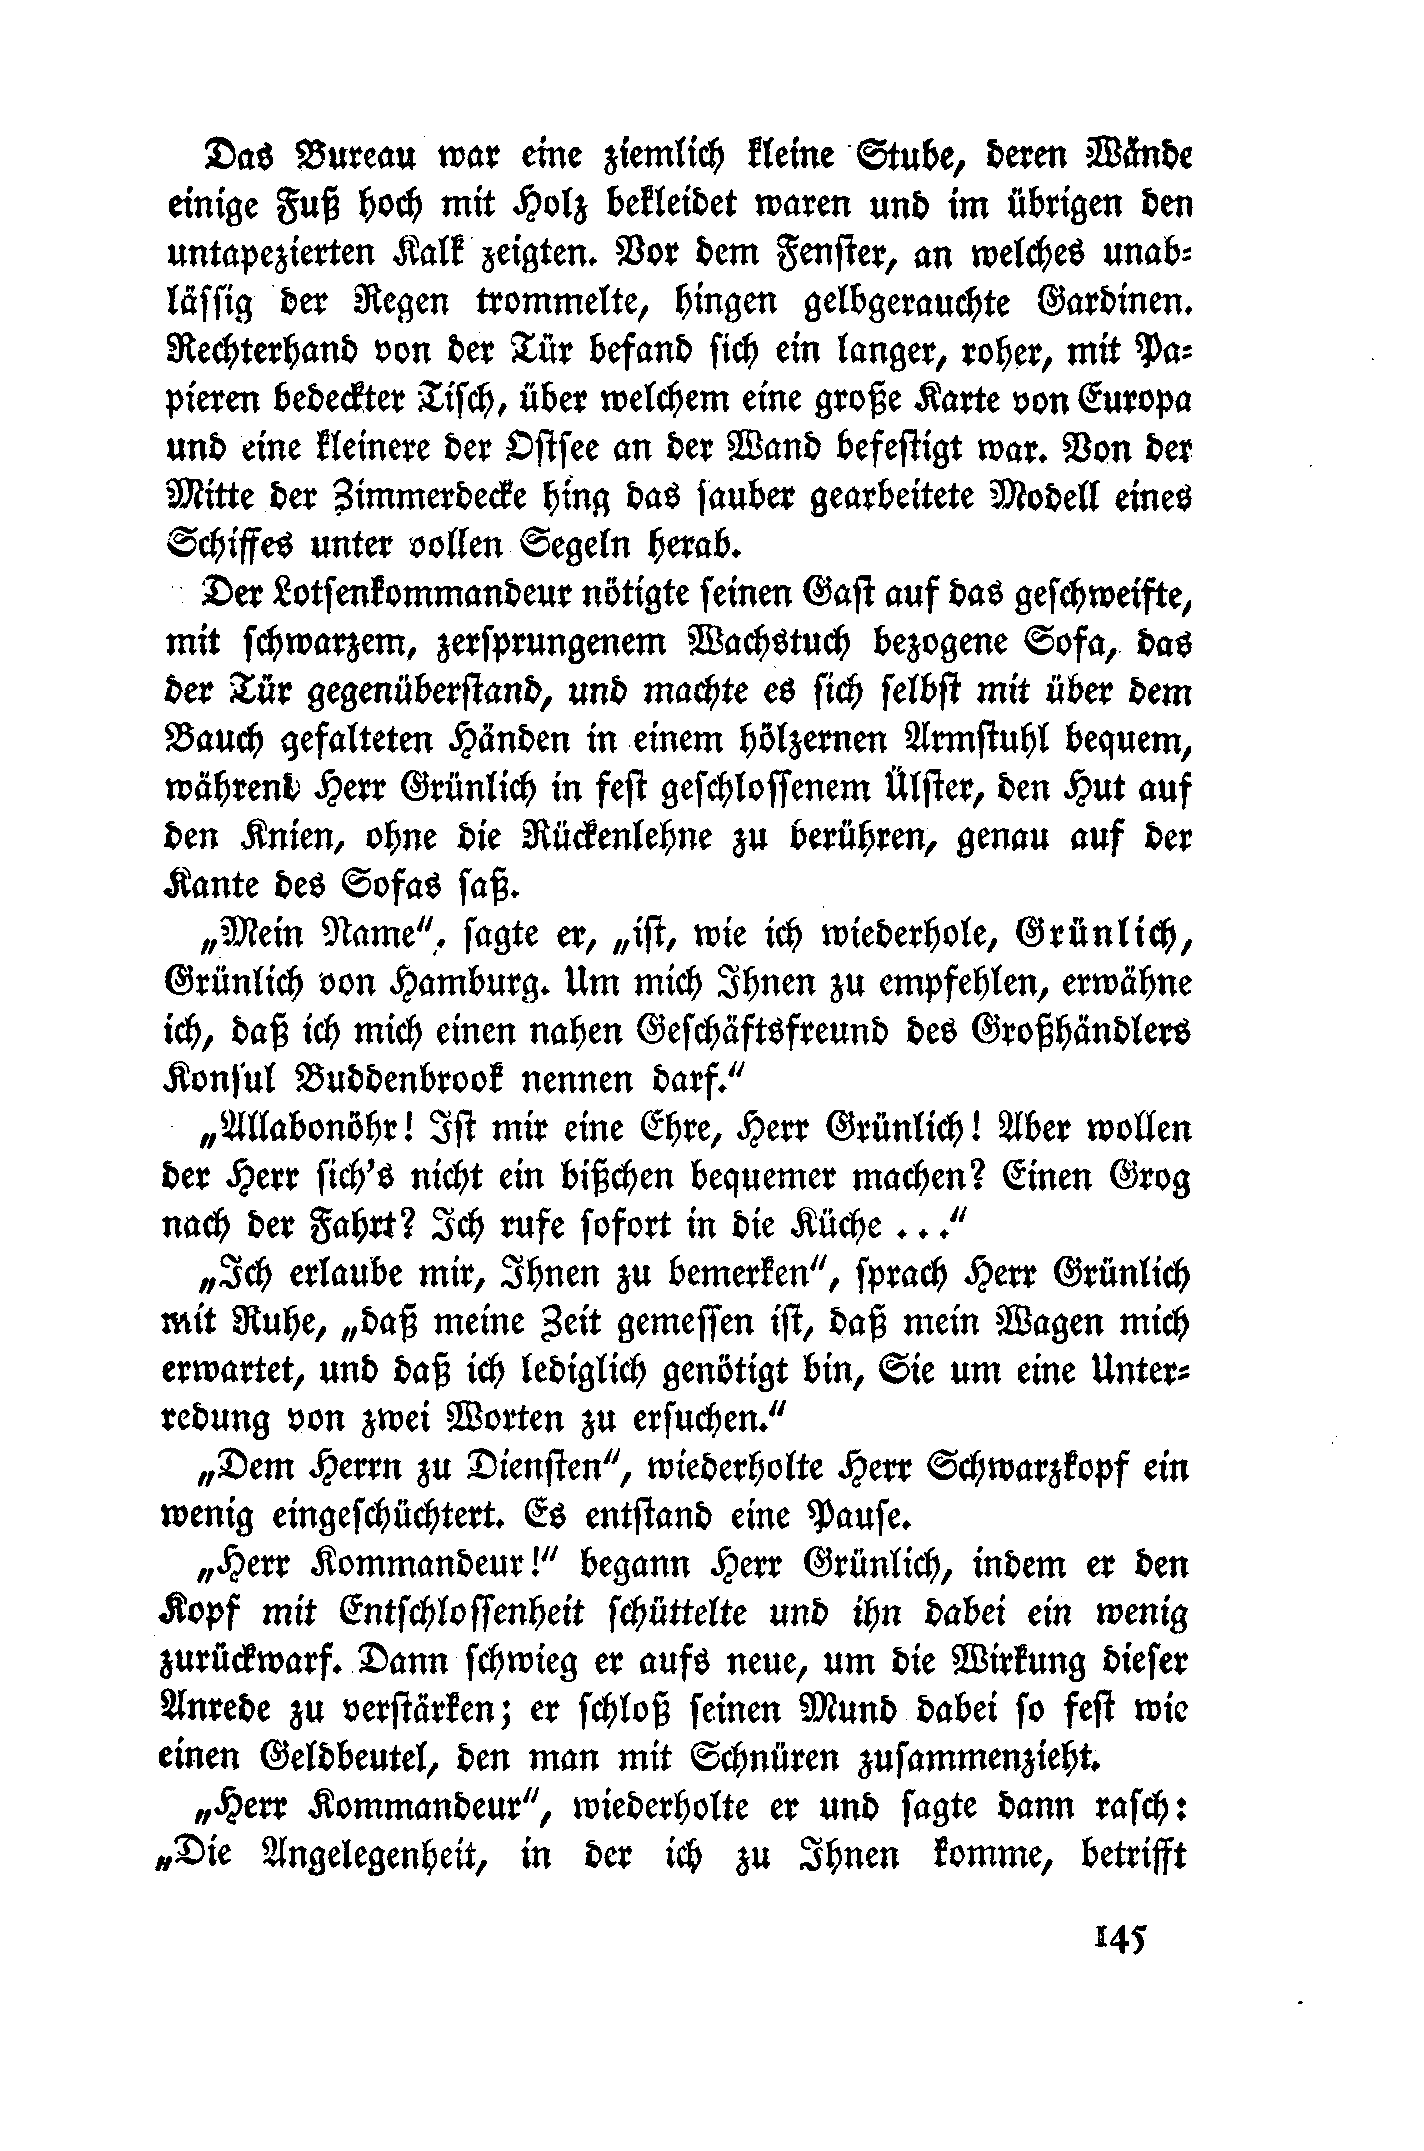 Das Bureau war eine ziemlich kleine Stube, deren Wände
einige Fuß hoch mit Holz bekleidet waren und im übrigen den
untapezierten Kalk zeigten. Vor dem Fenster, an welches unab-
lässig der Regen trommelte, hingen gelbgerauchte Gardinen.
Rechterhand von der Tür befand sich ein langer, roher, mit Pa-
pieren bedeckter Tisch, über welchem eine große Karte von Europa
und eine kleinere der Ostsee an der Wand befestigt war. Von der
Mitte der Zimmerdecke hing das sauber gearbeitete Modell eines
Schiffes unter vollen Segeln herab.
Der Lotsenkommandeur nötigte seinen Gast auf das geschweifte,
mit schwarzem, zersprungenem Wachstuch bezogene Sofa, das
der Tür gegenüberstand, und machte es sich selbst mit über dem
Bauch gefalteten Händen in einem hölzernen Armstuhl bequem,
während Herr Grünlich in fest geschlossenem Ülster, den Hut auf
den Knien, ohne die Rückenlehne zu berühren, genau auf der
Kante des Sofas saß.
„Mein Name“, sagte er, „ist, wie ich wiederhole, Grünlich,
Grünlich von Hamburg. Um mich Ihnen zu empfehlen, erwähne
ich, daß ich mich einen nahen Geschäftsfreund des Großhändlers
Konsul Buddenbrook nennen darf.“
„Allabonöhr! Ist mir eine Ehre, Herr Grünlich! Aber wollen
der Herr sich's nicht ein bißchen bequemer machen? Einen Grog
nach der Fahrt? Ich rufe sofort in die Küche . . .“
„Ich erlaube mir, Ihnen zu bemerken“, sprach Herr Grünlich
mit Ruhe, „daß meine Zeit gemessen ist, daß mein Wagen mich
erwartet, und daß ich lediglich genötigt bin, Sie um eine Unter-
redung von zwei Worten zu ersuchen.“
„Dem Herrn zu Diensten“, wiederholte Herr Schwarzkopf ein
wenig eingeschüchtert. Es entstand eine Pause.
„Herr Kommandeur!“ begann Herr Grünlich, indem er den
Kopf mit Entschlossenheit schüttelte und ihn dabei ein wenig
zurückwarf. Dann schwieg er aufs neue, um die Wirkung dieser
Anrede zu verstärken; er schloß seinen Mund dabei so fest wie
einen Geldbeutel, den man mit Schnüren zusammenzieht.
„Herr Kommandeur“, wiederholte er und sagte dann rasch:
„Die Angelegenheit, in der ich zu Ihnen komme, betrifft
145